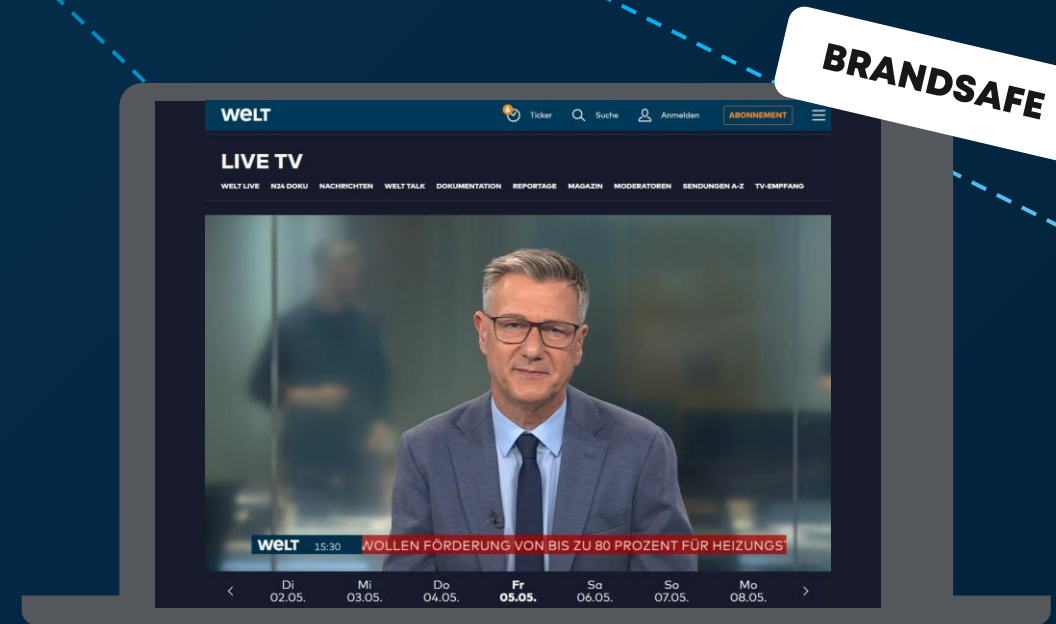 BRANDSAFE
WELT
6
Ticker
Suche
Anmelden
ABONNEMENT
LIVE TV
WELT LIVE N24 DOKU NACHRICHTEN WELT TALK DOKUMENTATION REPORTAGE MAGAZIN MODERATOREN SENDUNGEN A-Z TV-EMPFANG
WELT 15:30 WOLLEN FÖRDERUNG VON BIS ZU 80 PROZENT FÜR HEIZUNGS
Di Mi Do Fr Sa So Mo
02.05. 03.05. 04.05. 05.05. 06.05. 07.05. 08.05.